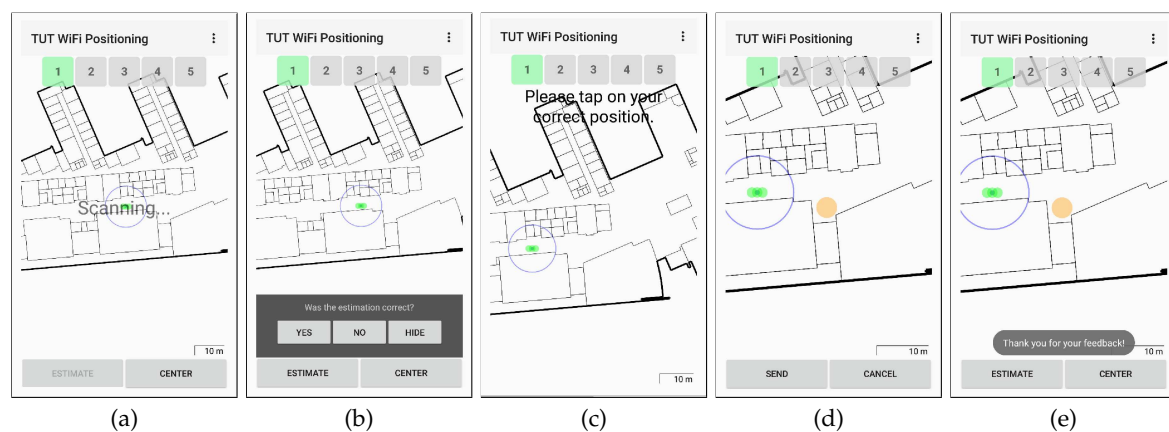 TUT WiFi Positioning
1 2 3 4 5
Scanning...
10 m
ESTIMATE CENTER
(a)
TUT WiFi Positioning
1 2 3 4 5
Was the estimation correct?
YES NO HIDE
10 m
ESTIMATE CENTER
(b)
TUT WiFi Positioning
1 2 3 4 5
Please tap on your
correct position.
10 m
(c)
TUT WiFi Positioning
1 2 3 4 5
10 m
SEND CANCEL
(d)
TUT WiFi Positioning
1 2 3 4 5
Thank you for your feedback!
10 m
ESTIMATE CENTER
(e)